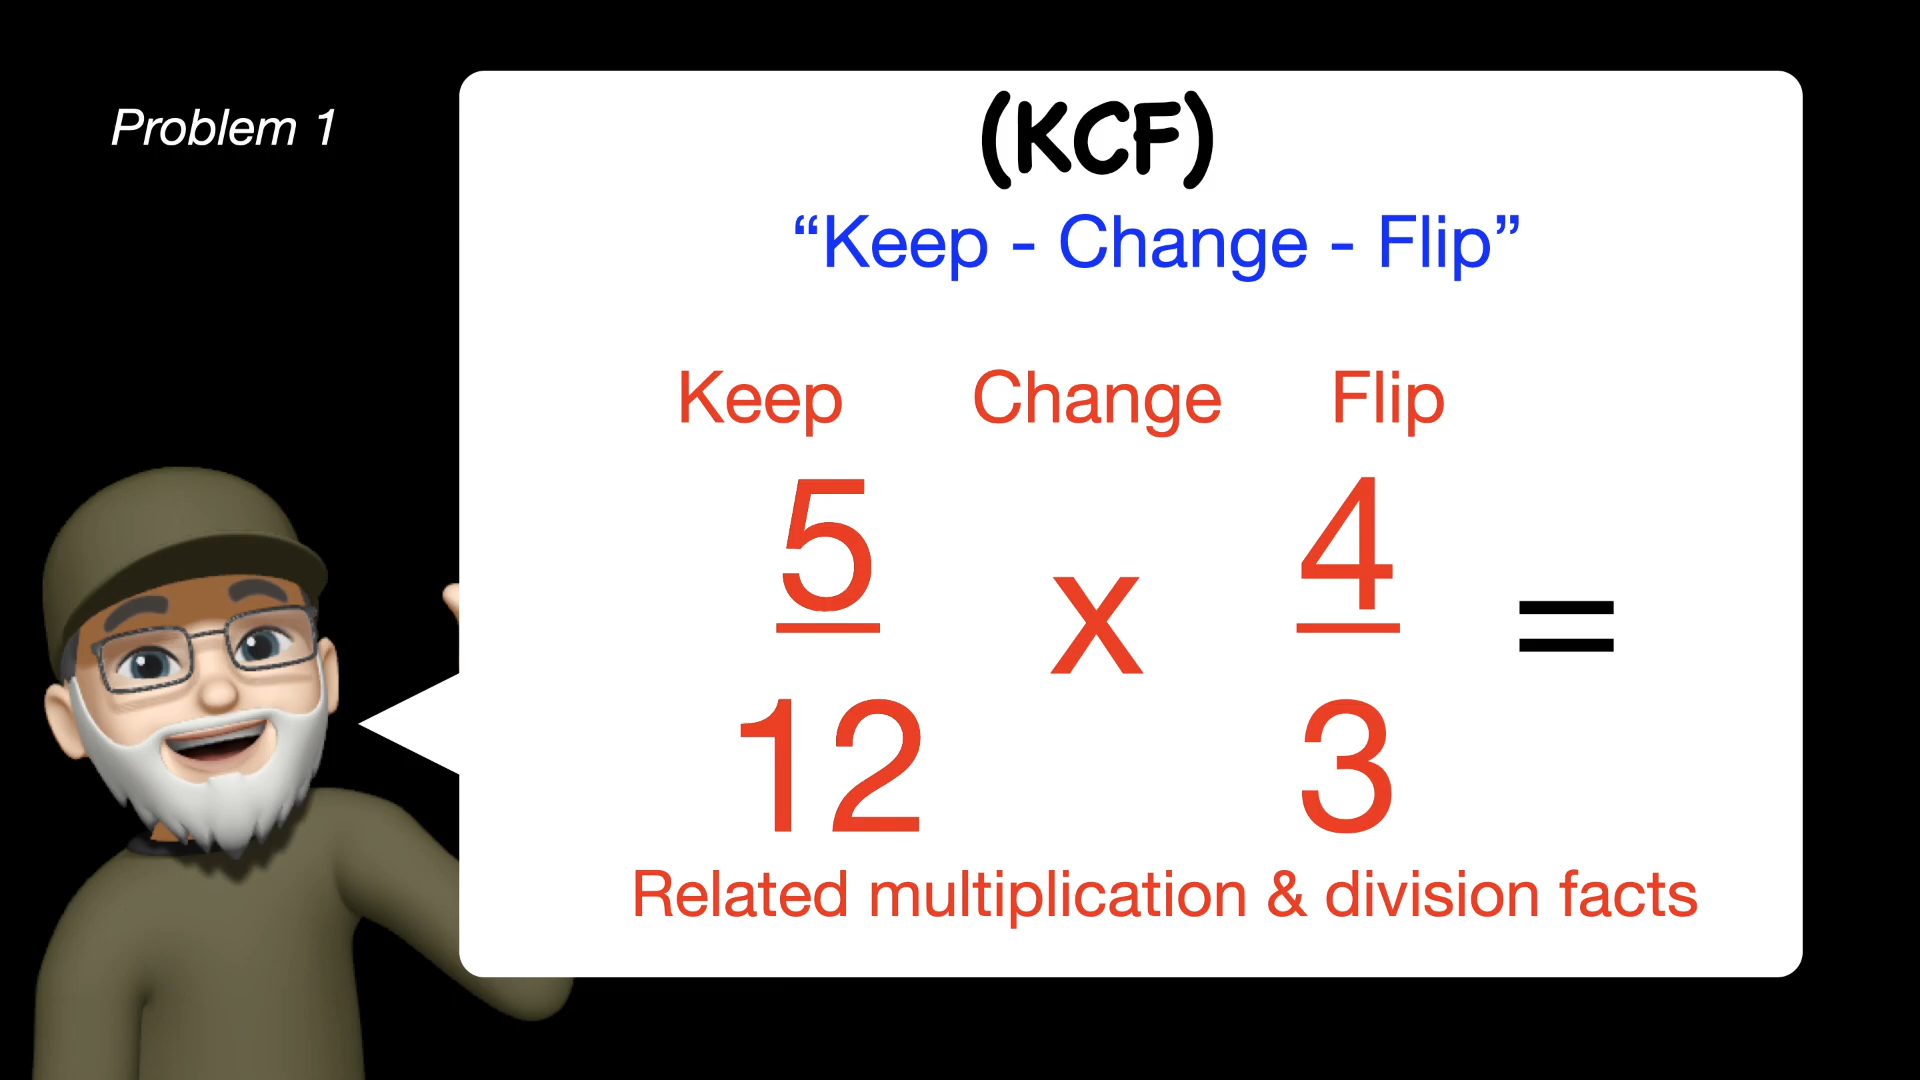 Problem 1
(KCF)
“Keep - Change - Flip”
Keep Change Flip
5 4
x =
12 3
Related multiplication & division facts